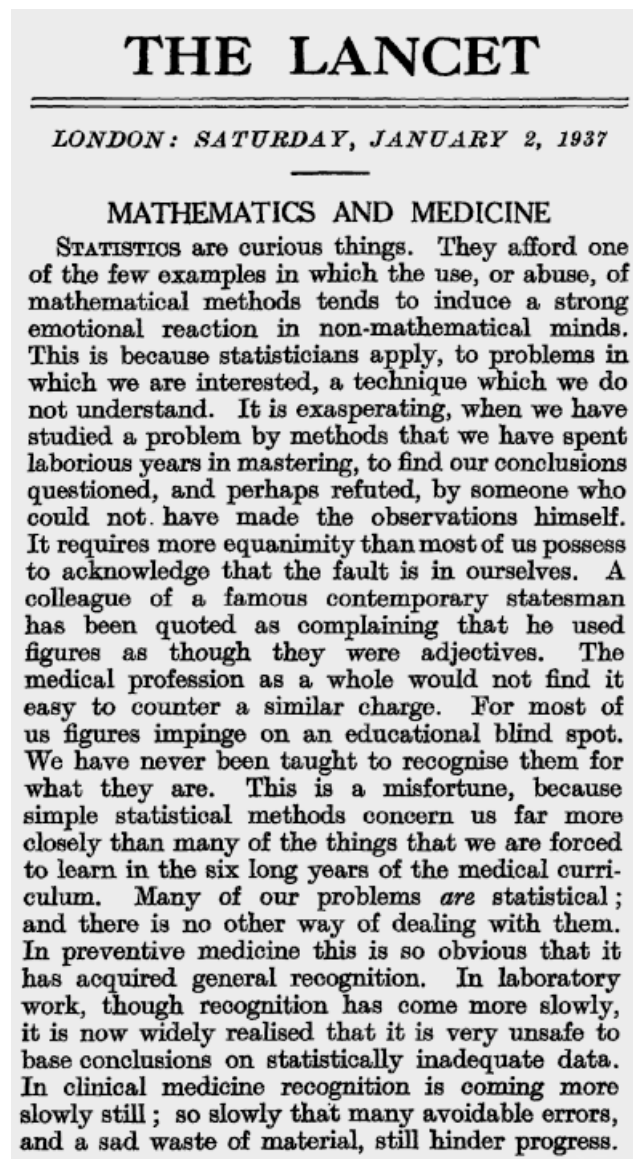 THE LANCET
LONDON: SATURDAY, JANUARY 2, 1937
MATHEMATICS AND MEDICINE
STATISTICS are curious things. They afford one
of the few examples in which the use, or abuse, of
mathematical methods tends to induce a strong
emotional reaction in non-mathematical minds.
This is because statisticians apply, to problems in
which we are interested, a technique which we do
not understand. It is exasperating, when we have
studied a problem by methods that we have spent
laborious years in mastering, to find our conclusions
questioned, and perhaps refuted, by someone who
could not have made the observations himself.
It requires more equanimity than most of us possess
to acknowledge that the fault is in ourselves. A
colleague of a famous contemporary statesman
has been quoted as complaining that he used
figures as though they were adjectives. The
medical profession as a whole would not find it
easy to counter a similar charge. For most of
us figures impinge on an educational blind spot.
We have never been taught to recognise them for
what they are. This is a misfortune, because
simple statistical methods concern us far more
closely than many of the things that we are forced
to learn in the six long years of the medical curri-
culum. Many of our problems are statistical;
and there is no other way of dealing with them.
In preventive medicine this is so obvious that it
has acquired general recognition. In laboratory
work, though recognition has come more slowly,
it is now widely realised that it is very unsafe to
base conclusions on statistically inadequate data.
In clinical medicine recognition is coming more
slowly still; so slowly that many avoidable errors,
and a sad waste of material, still hinder progress.